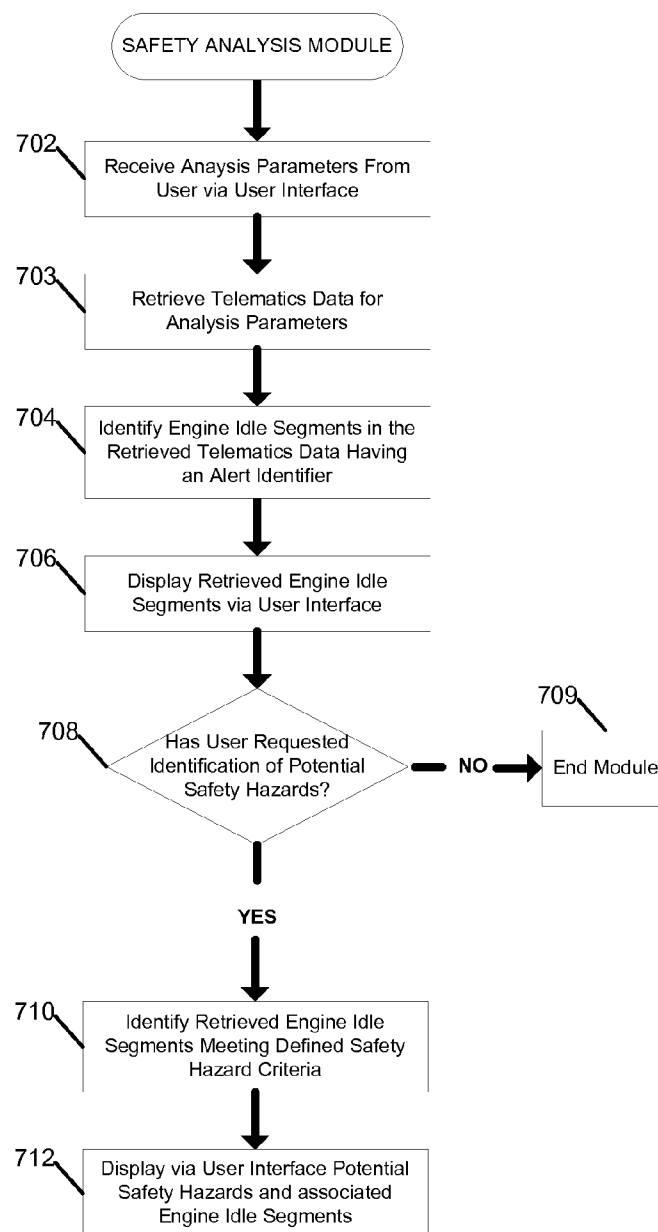 SAFETY ANALYSIS MODULE
702
Receive Anaysis Parameters From
User via User Interface
703
Retrieve Telematics Data for
Analysis Parameters
704
Identify Engine Idle Segments in the
Retrieved Telematics Data Having
an Alert Identifier
706
Display Retrieved Engine Idle
Segments via User Interface
708
Has User Requested
Identification of Potential
Safety Hazards?
NO
709
End Module
YES
710
Identify Retrieved Engine Idle
Segments Meeting Defined Safety
Hazard Criteria
712
Display via User Interface Potential
Safety Hazards and associated
Engine Idle Segments